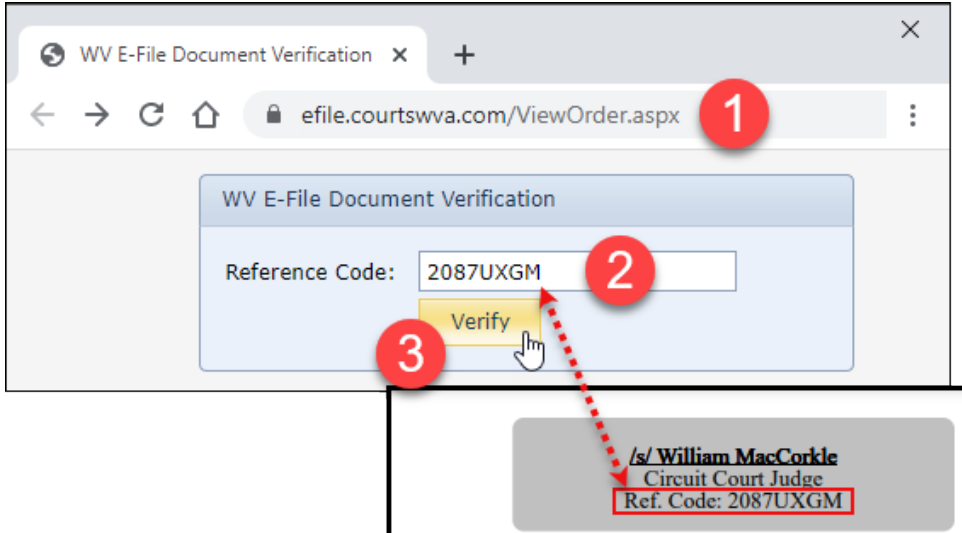 WV E-File Document Verification
efile.courtswva.com/ViewOrder.aspx
1
WV E-File Document Verification
Reference Code: 2087UXGM
2
Verify
3
/s/ William MacCorkle
Circuit Court Judge
Ref. Code: 2087UXGM